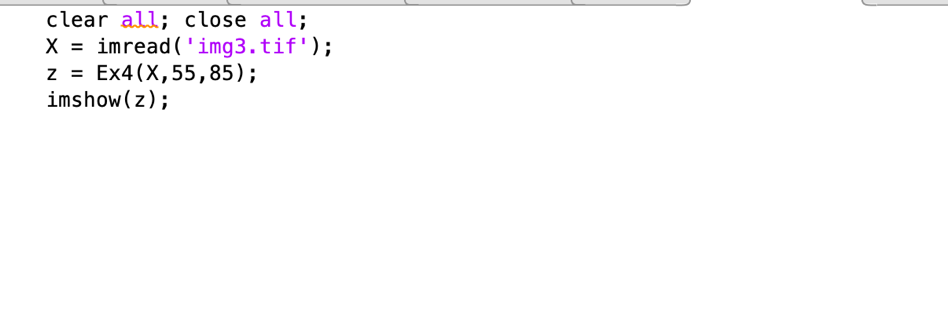 clear all; close all;
X = imread('img3.tif');
z = Ex4(X,55,85);
imshow(z);